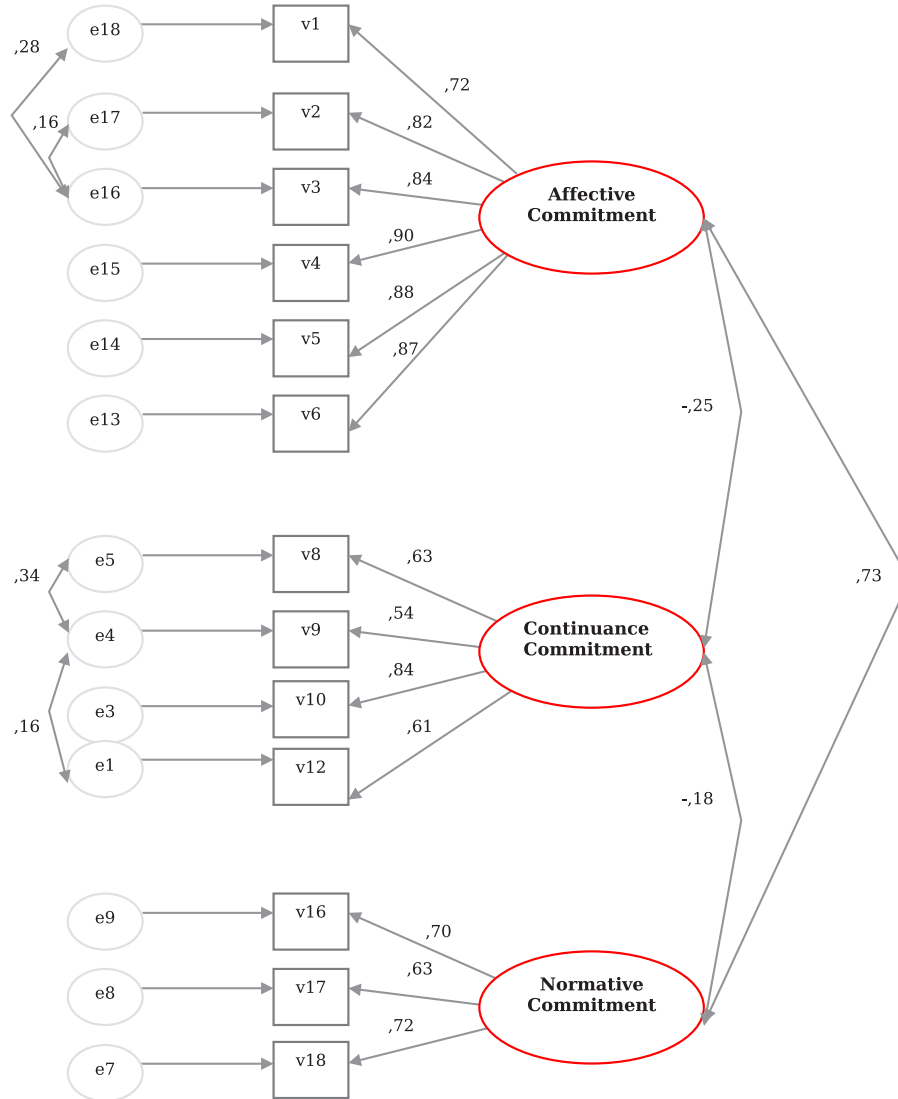 e18
v1
,28
,72
e17
v2
,16
,82
e16
v3
,84
Affective
Commitment
e15
v4
,90
e14
v5
,88
,87
e13
v6
-,25
e5
v8
,63
,34
,73
e4
v9
,54
Continuance
Commitment
e3
v10
,84
,16
e1
v12
,61
-,18
e9
v16
,70
e8
v17
,63
Normative
Commitment
,72
e7
v18